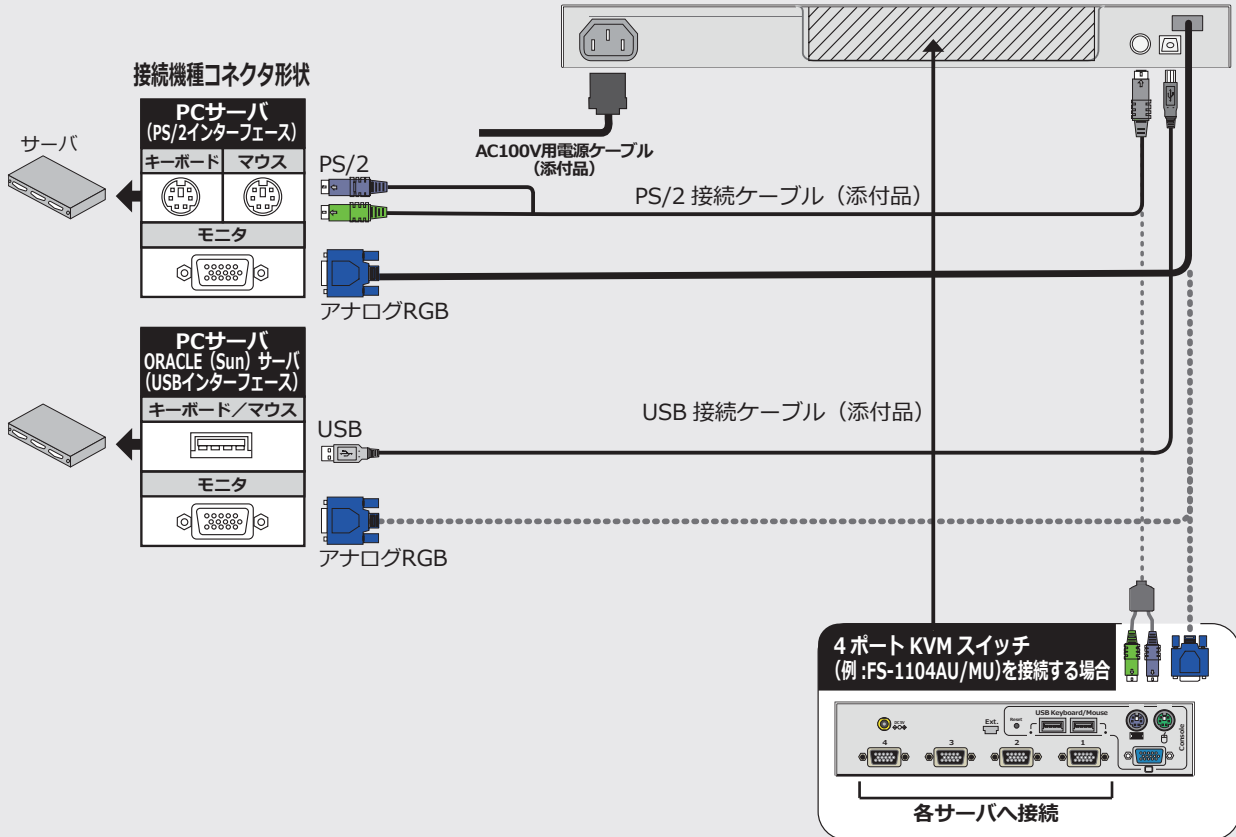 接続機種コネクタ形状
サーバ
PCサーバ
(PS/2インターフェース)
キーボード
マウス
モニタ
PS/2
アナログRGB
AC100V用電源ケーブル
(添付品)
PS/2 接続ケーブル（添付品）
PCサーバ
ORACLE（Sun）サーバ
(USBインターフェース)
キーボード／マウス
モニタ
USB
アナログRGB
USB 接続ケーブル（添付品）
4 ポート KVM スイッチ
(例 :FS-1104AU/MU)を接続する場合
DC 5V
Ext.
Reset
USB Keyboard/Mouse
Console
4
3
2
1
各サーバへ接続